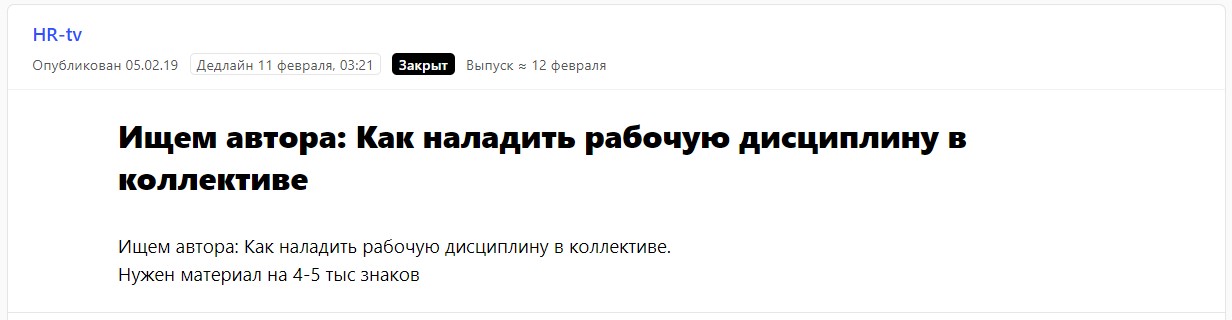 HR-tv
Опубликован 05.02.19 Дедлайн 11 февраля, 03:21 Закрыт Выпуск ≈ 12 февраля
Ищем автора: Как наладить рабочую дисциплину в
коллективе
Ищем автора: Как наладить рабочую дисциплину в коллективе.
Нужен материал на 4-5 тыс знаков